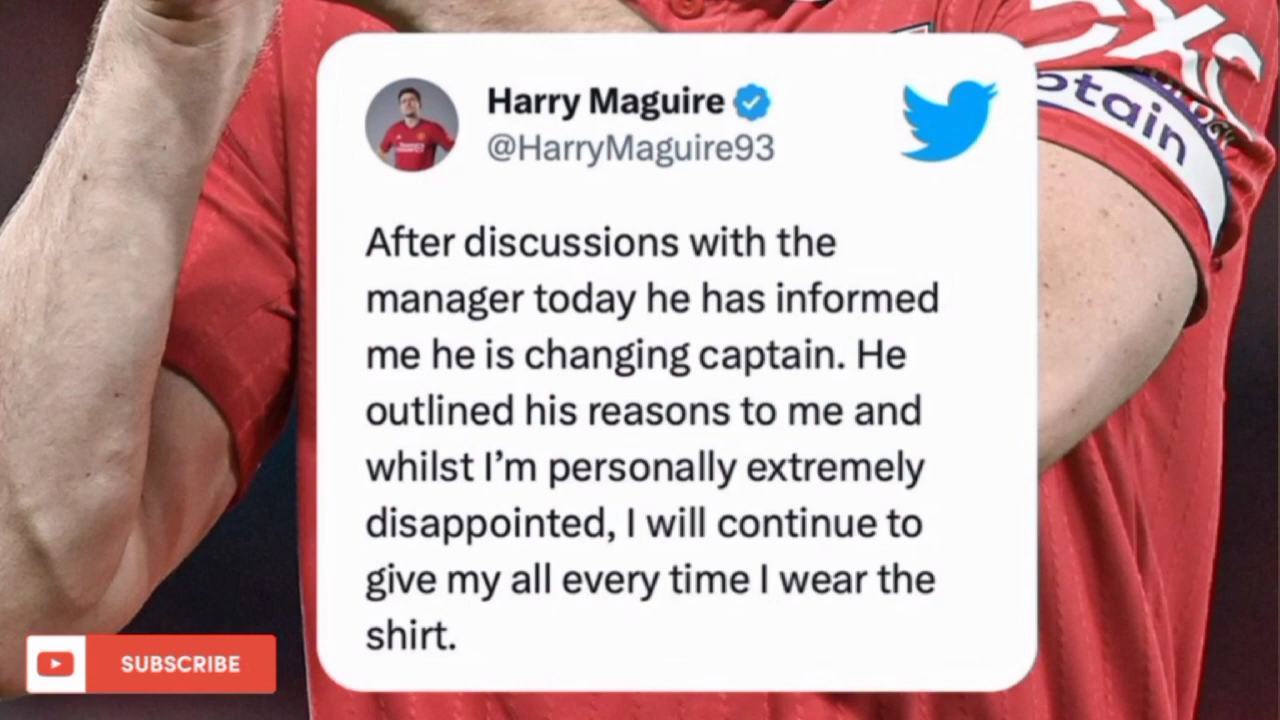 Harry Maguire
@HarryMaguire93
After discussions with the
manager today he has informed
me he is changing captain. He
outlined his reasons to me and
whilst I’m personally extremely
disappointed, I will continue to
give my all every time I wear the
shirt.
SUBSCRIBE